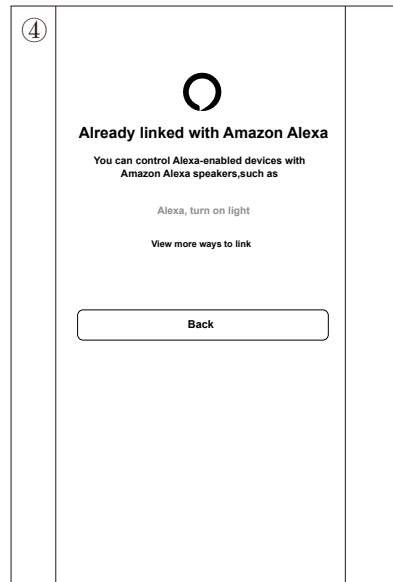 ④
Already linked with Amazon Alexa
You can control Alexa-enabled devices with
Amazon Alexa speakers,such as
Alexa, turn on light
View more ways to link
Back